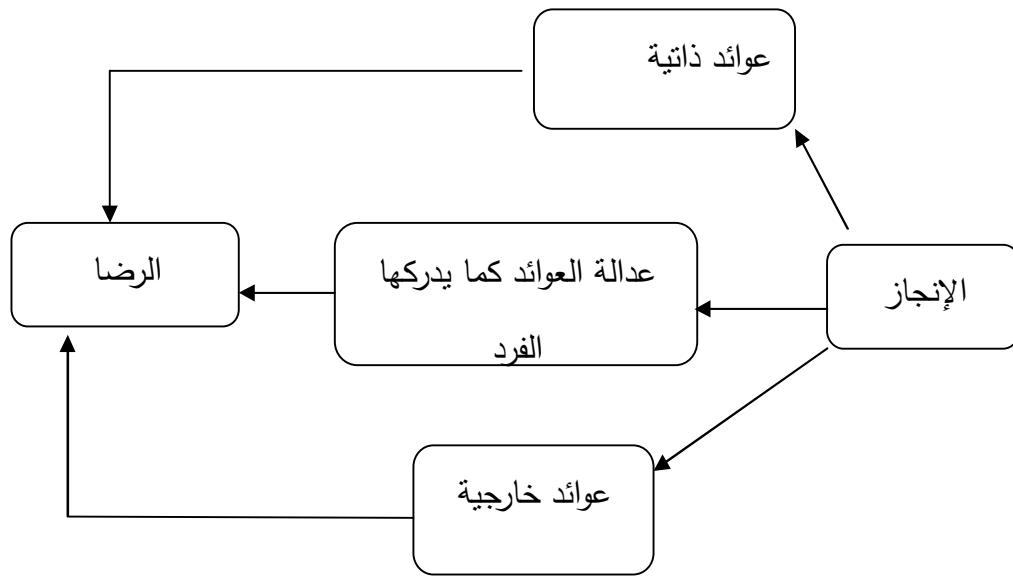 عوائد ذاتية
الرضا
عدالة العوائد كما يدركها
الفرد
الإنجاز
عوائد خارجية